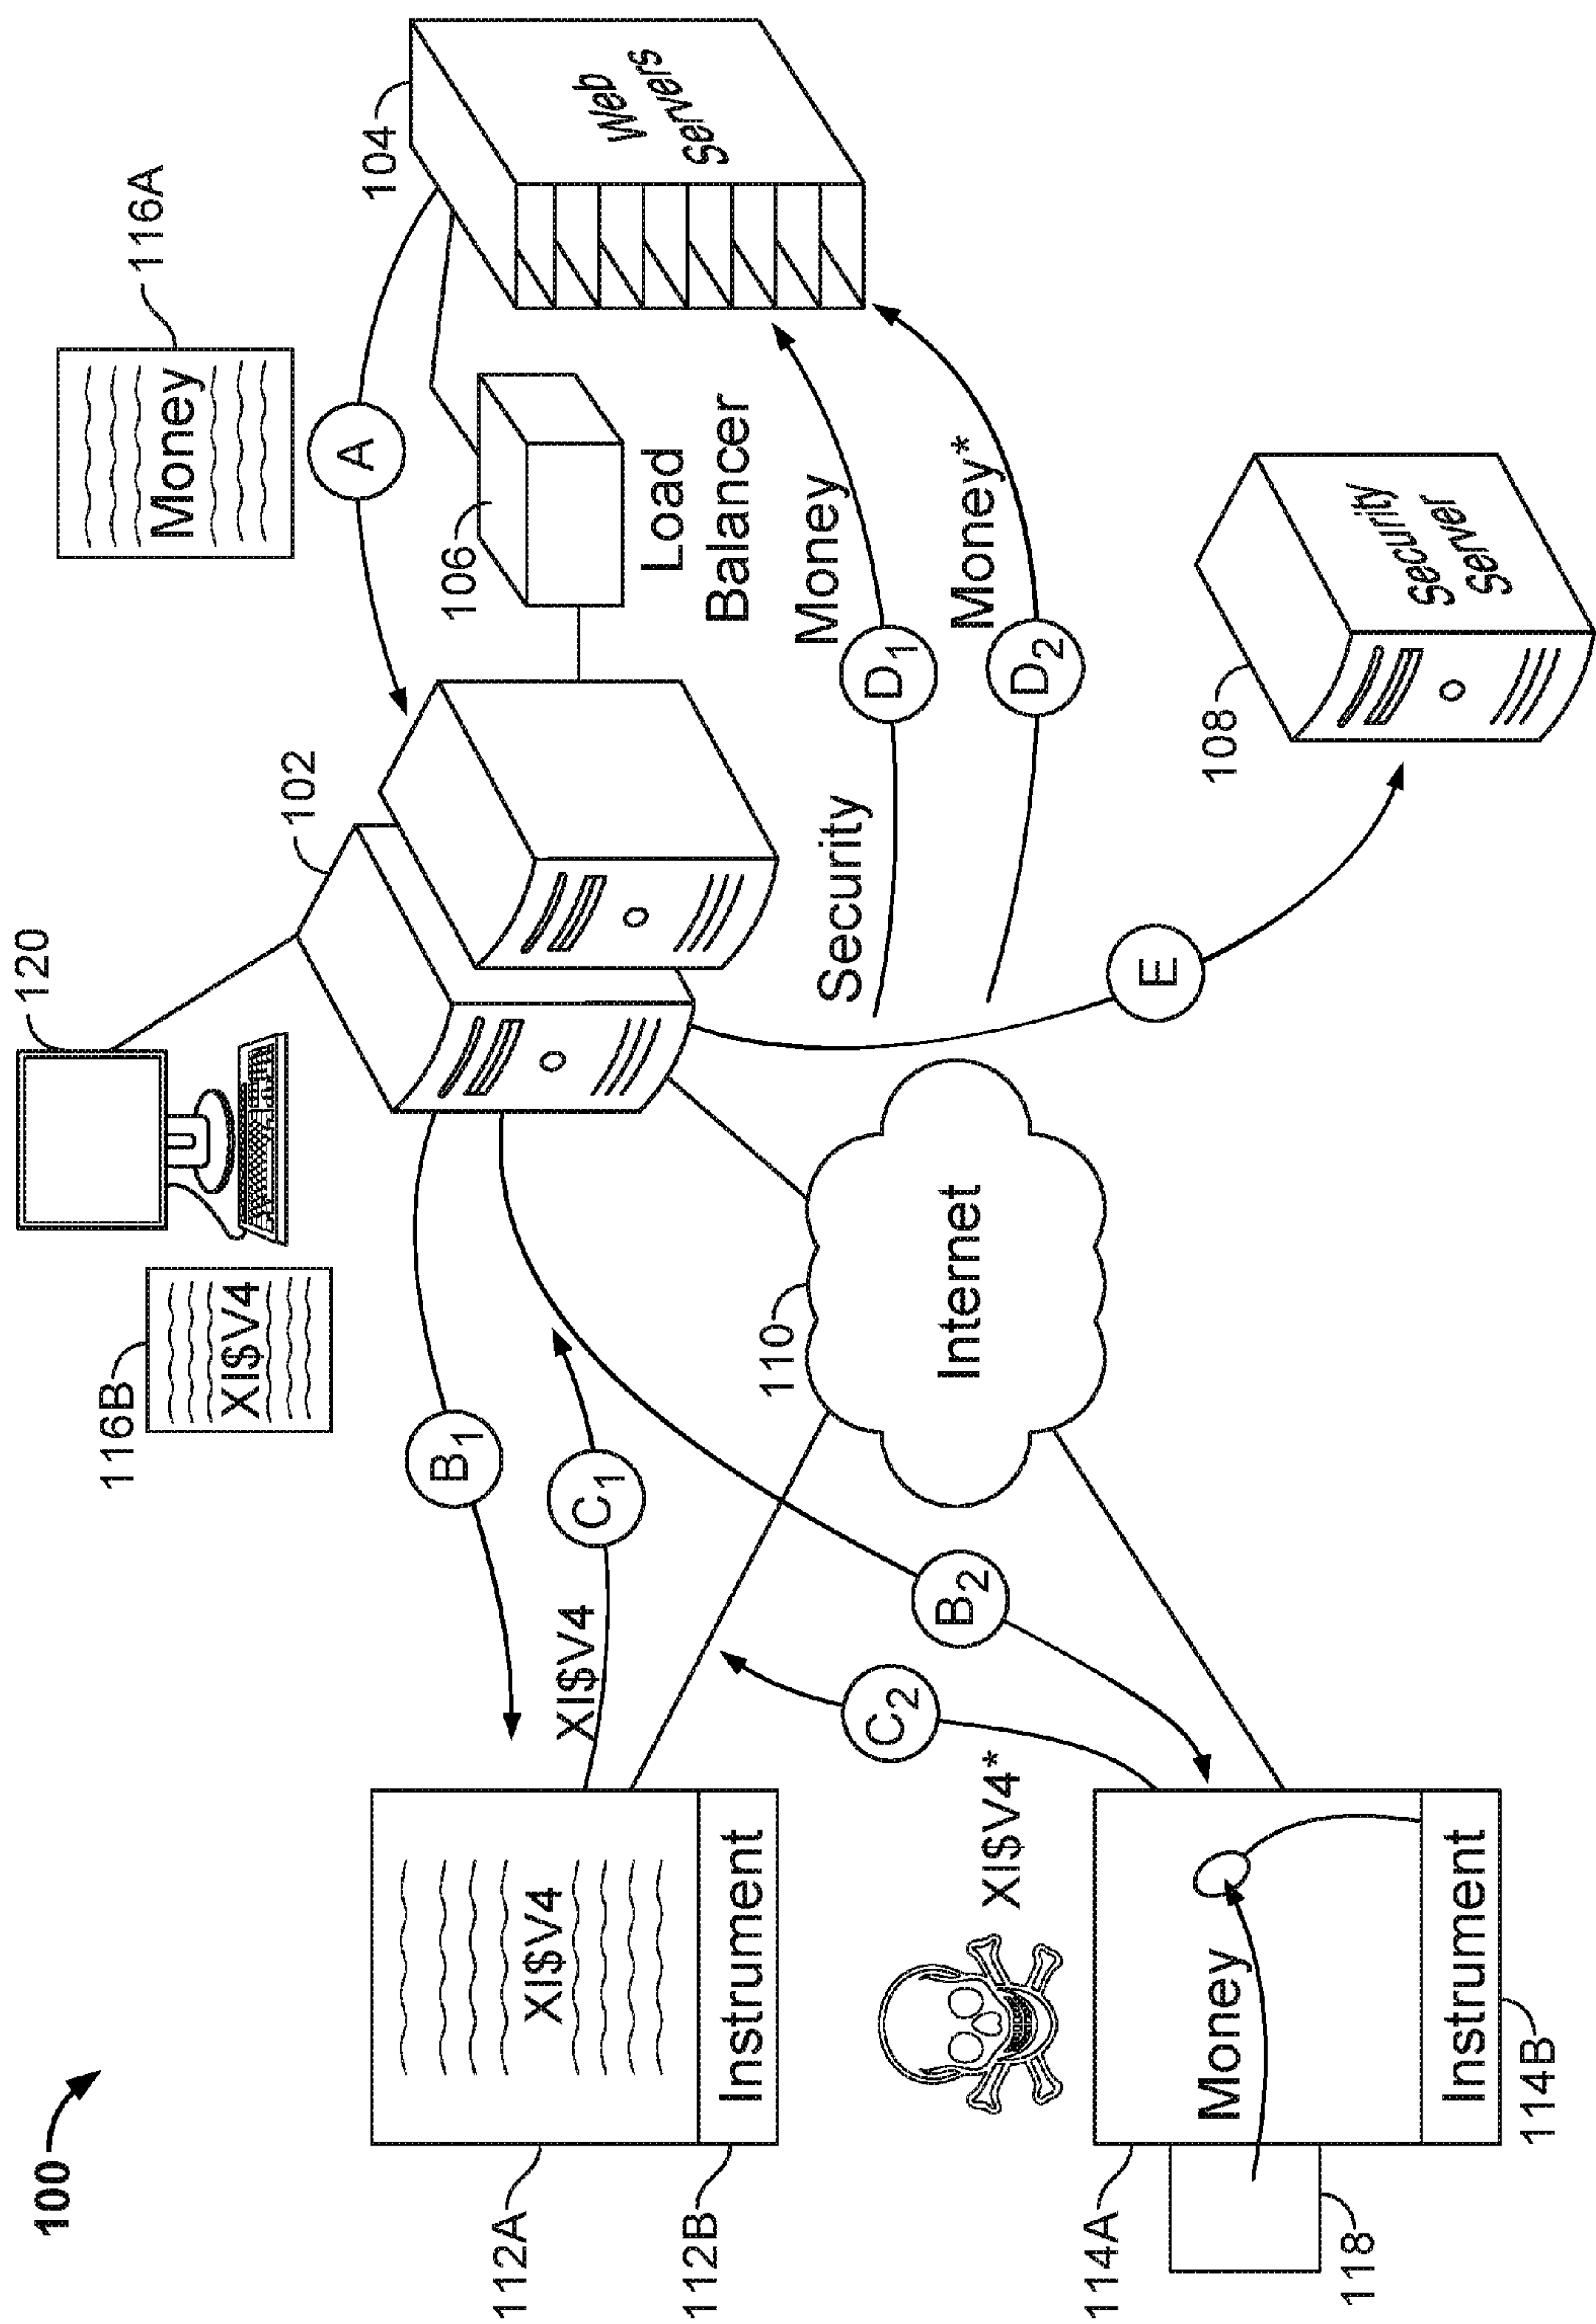 100
116B
XI$V4
120
116A
Money
102
A
104
Web
Servers
106
Load
Balancer
112A
XI$V4
Instrument
112B
B1
C1
XI$V4
Security
D1
Money
D2
Money*
110
Internet
B2
C2
XI$V4*
E
108
Security
Server
114A
Money
118
Instrument
114B